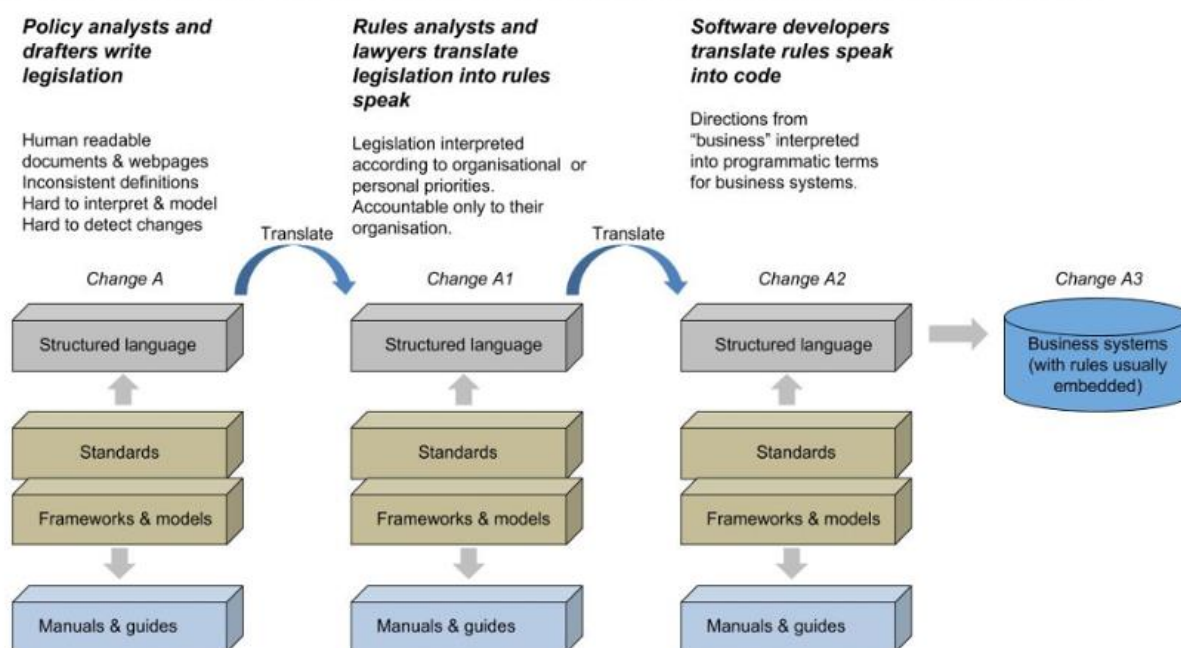 Policy analysts and
drafters write
legislation
Human readable
documents & webpages
Inconsistent definitions
Hard to interpret & model
Hard to detect changes
Rules analysts and
lawyers translate
legislation into rules
speak
Legislation interpreted
according to organisational or
personal priorities.
Accountable only to their
organisation.
Software developers
translate rules speak
into code
Directions from
“business” interpreted
into programmatic terms
for business systems.
Translate
Translate
Change A
Change A1
Change A2
Change A3
Structured language
Structured language
Structured language
Business systems
(with rules usually
embedded)
Standards
Standards
Standards
Frameworks & models
Frameworks & models
Frameworks & models
Manuals & guides
Manuals & guides
Manuals & guides